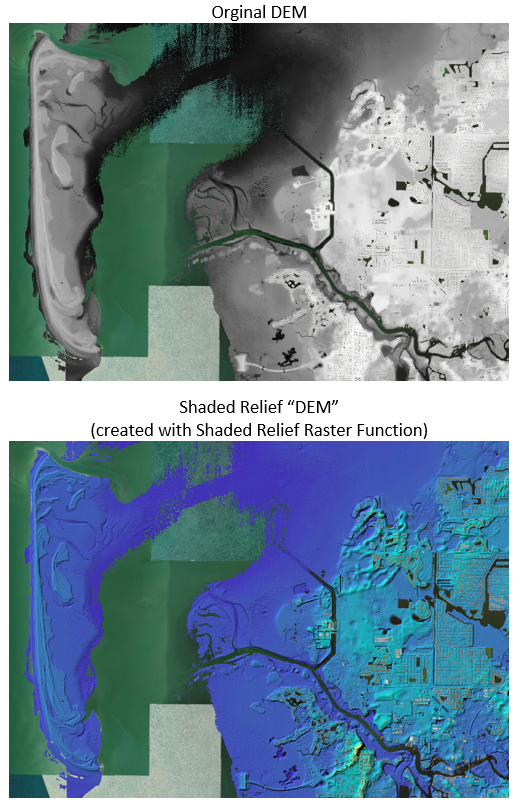 Orginal DEM
Shaded Relief “DEM”
(created with Shaded Relief Raster Function)